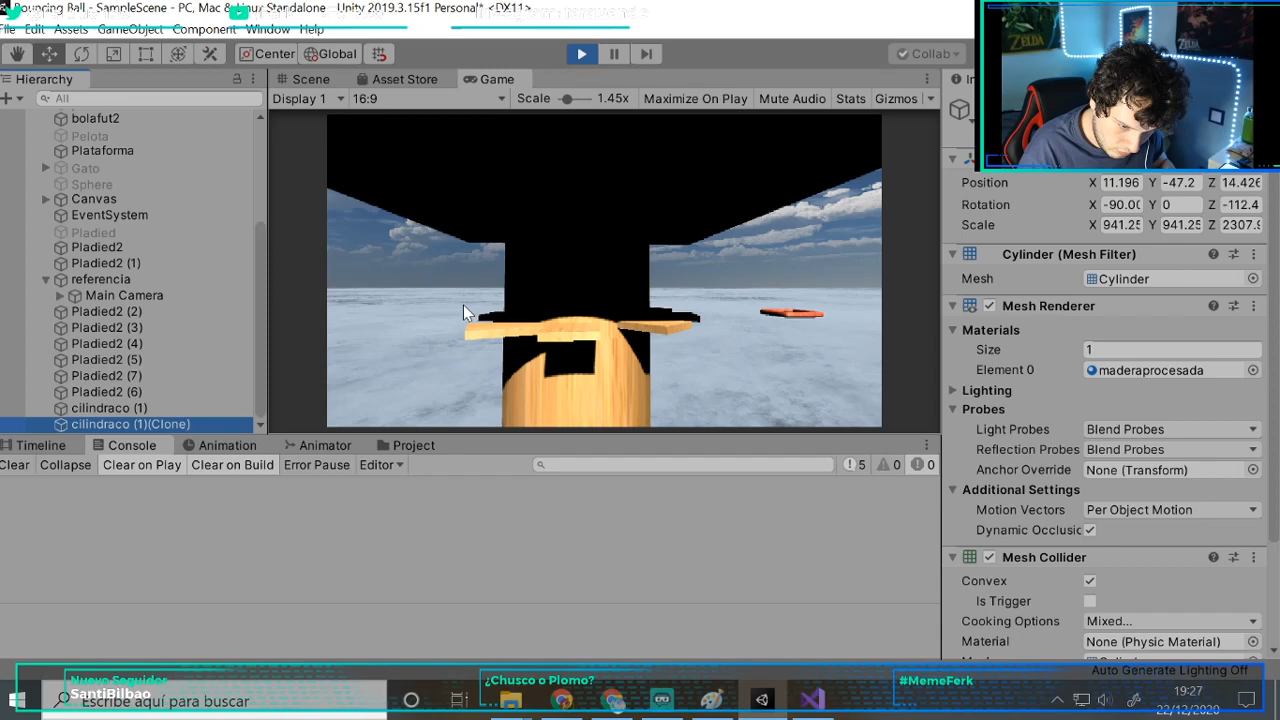 Bouncing Ball - SampleScene - PC, Mac & Linux Standalone - Unity 2019.3.15f1 Personal* <DX11>
File Edit Assets GameObject Component Window Help
Center Global Collab
Hierarchy
Scene Asset Store Game
All
Display 1 16:9 Scale 1.45x Maximize On Play Mute Audio Stats Gizmos
bolafut2
Pelota
Plataforma
Gato
Sphere
Canvas
EventSystem
Pladied
Pladied2
Pladied2 (1)
referencia
Main Camera
Pladied2 (2)
Pladied2 (3)
Pladied2 (4)
Pladied2 (5)
Pladied2 (7)
Pladied2 (6)
cilindraco (1)
cilindraco (1)(Clone)
ZELDA
ZELDA
Position X 11.196 Y -47.2 Z 14.426
Rotation X -90.00 Y 0 Z -112.4
Scale X 941.25 Y 941.25 Z 2307.9
Cylinder (Mesh Filter)
Mesh Cylinder
Mesh Renderer
Materials
Size 1
Element 0 maderaprocesada
Lighting
Probes
Light Probes Blend Probes
Reflection Probes Blend Probes
Anchor Override None (Transform)
Additional Settings
Motion Vectors Per Object Motion
Dynamic Occlusic
Mesh Collider
Convex
Is Trigger
Cooking Options Mixed...
Material None (Physic Material)
Auto Generate Lighting Off
Timeline Console Animation Animator Project
Clear Collapse Clear on Play Clear on Build Error Pause Editor 5 0 0
Nuevo Seguidor
SantiBilbao
¿Chusco o Plomo?
#MemeFerk
Escribe aquí para buscar
19:27
22/12/2020